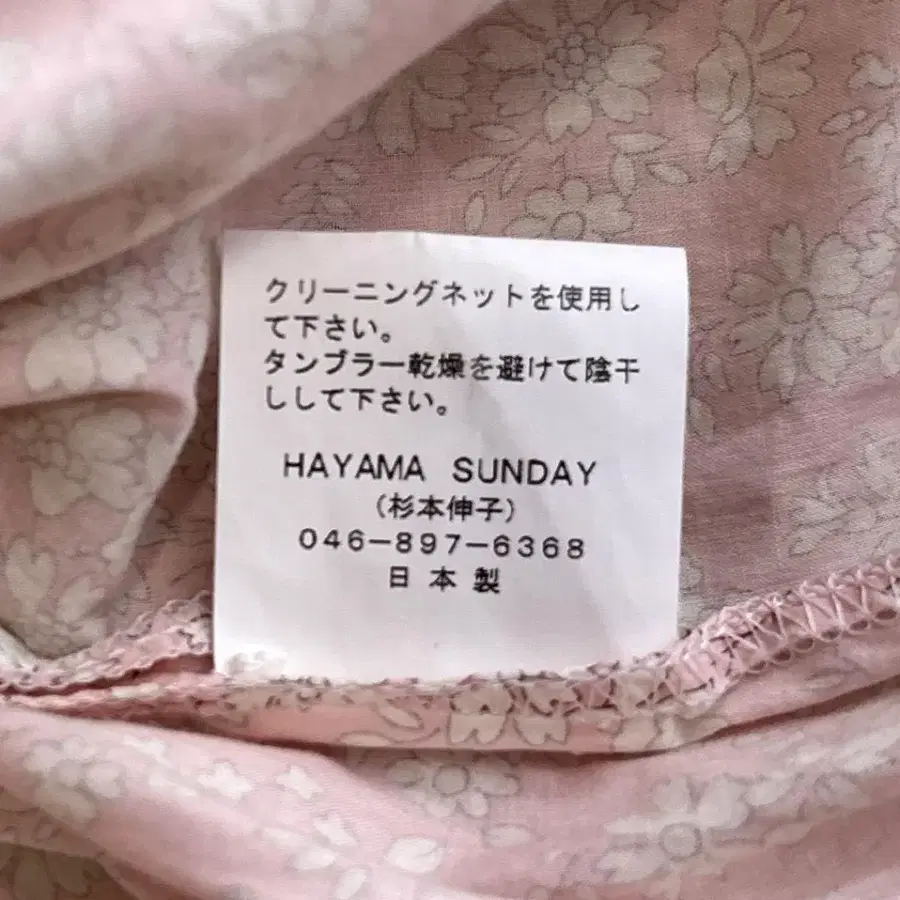 クリーニングネットを使用し
て下さい。
タンブラー乾燥を避けて陰干
しして下さい。
HAYAMA SUNDAY
（杉本伸子）
046－897－6368
日本製